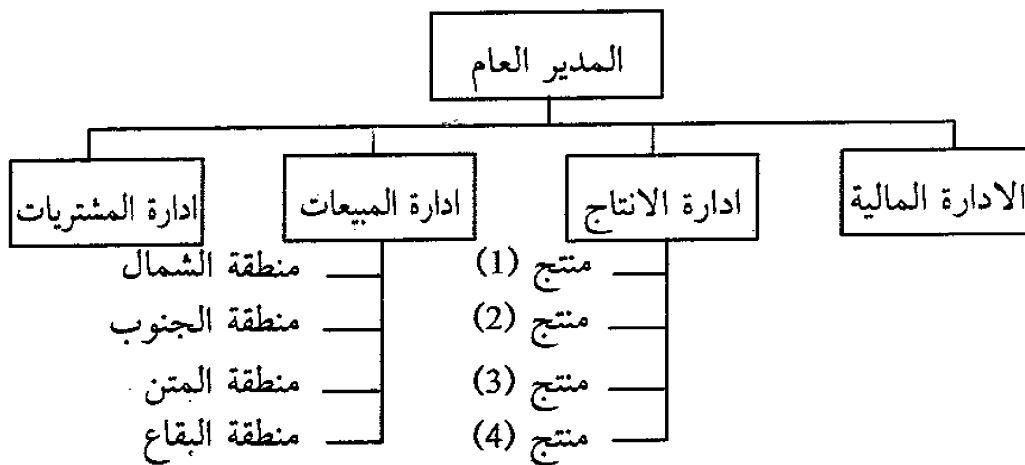 المدير العام
الادارة المالية
ادارة الانتاج
ادارة المبيعات
ادارة المشتريات
منتج (1)
منتج (2)
منتج (3)
منتج (4)
منطقة الشمال
منطقة الجنوب
منطقة المتن
منطقة البقاع